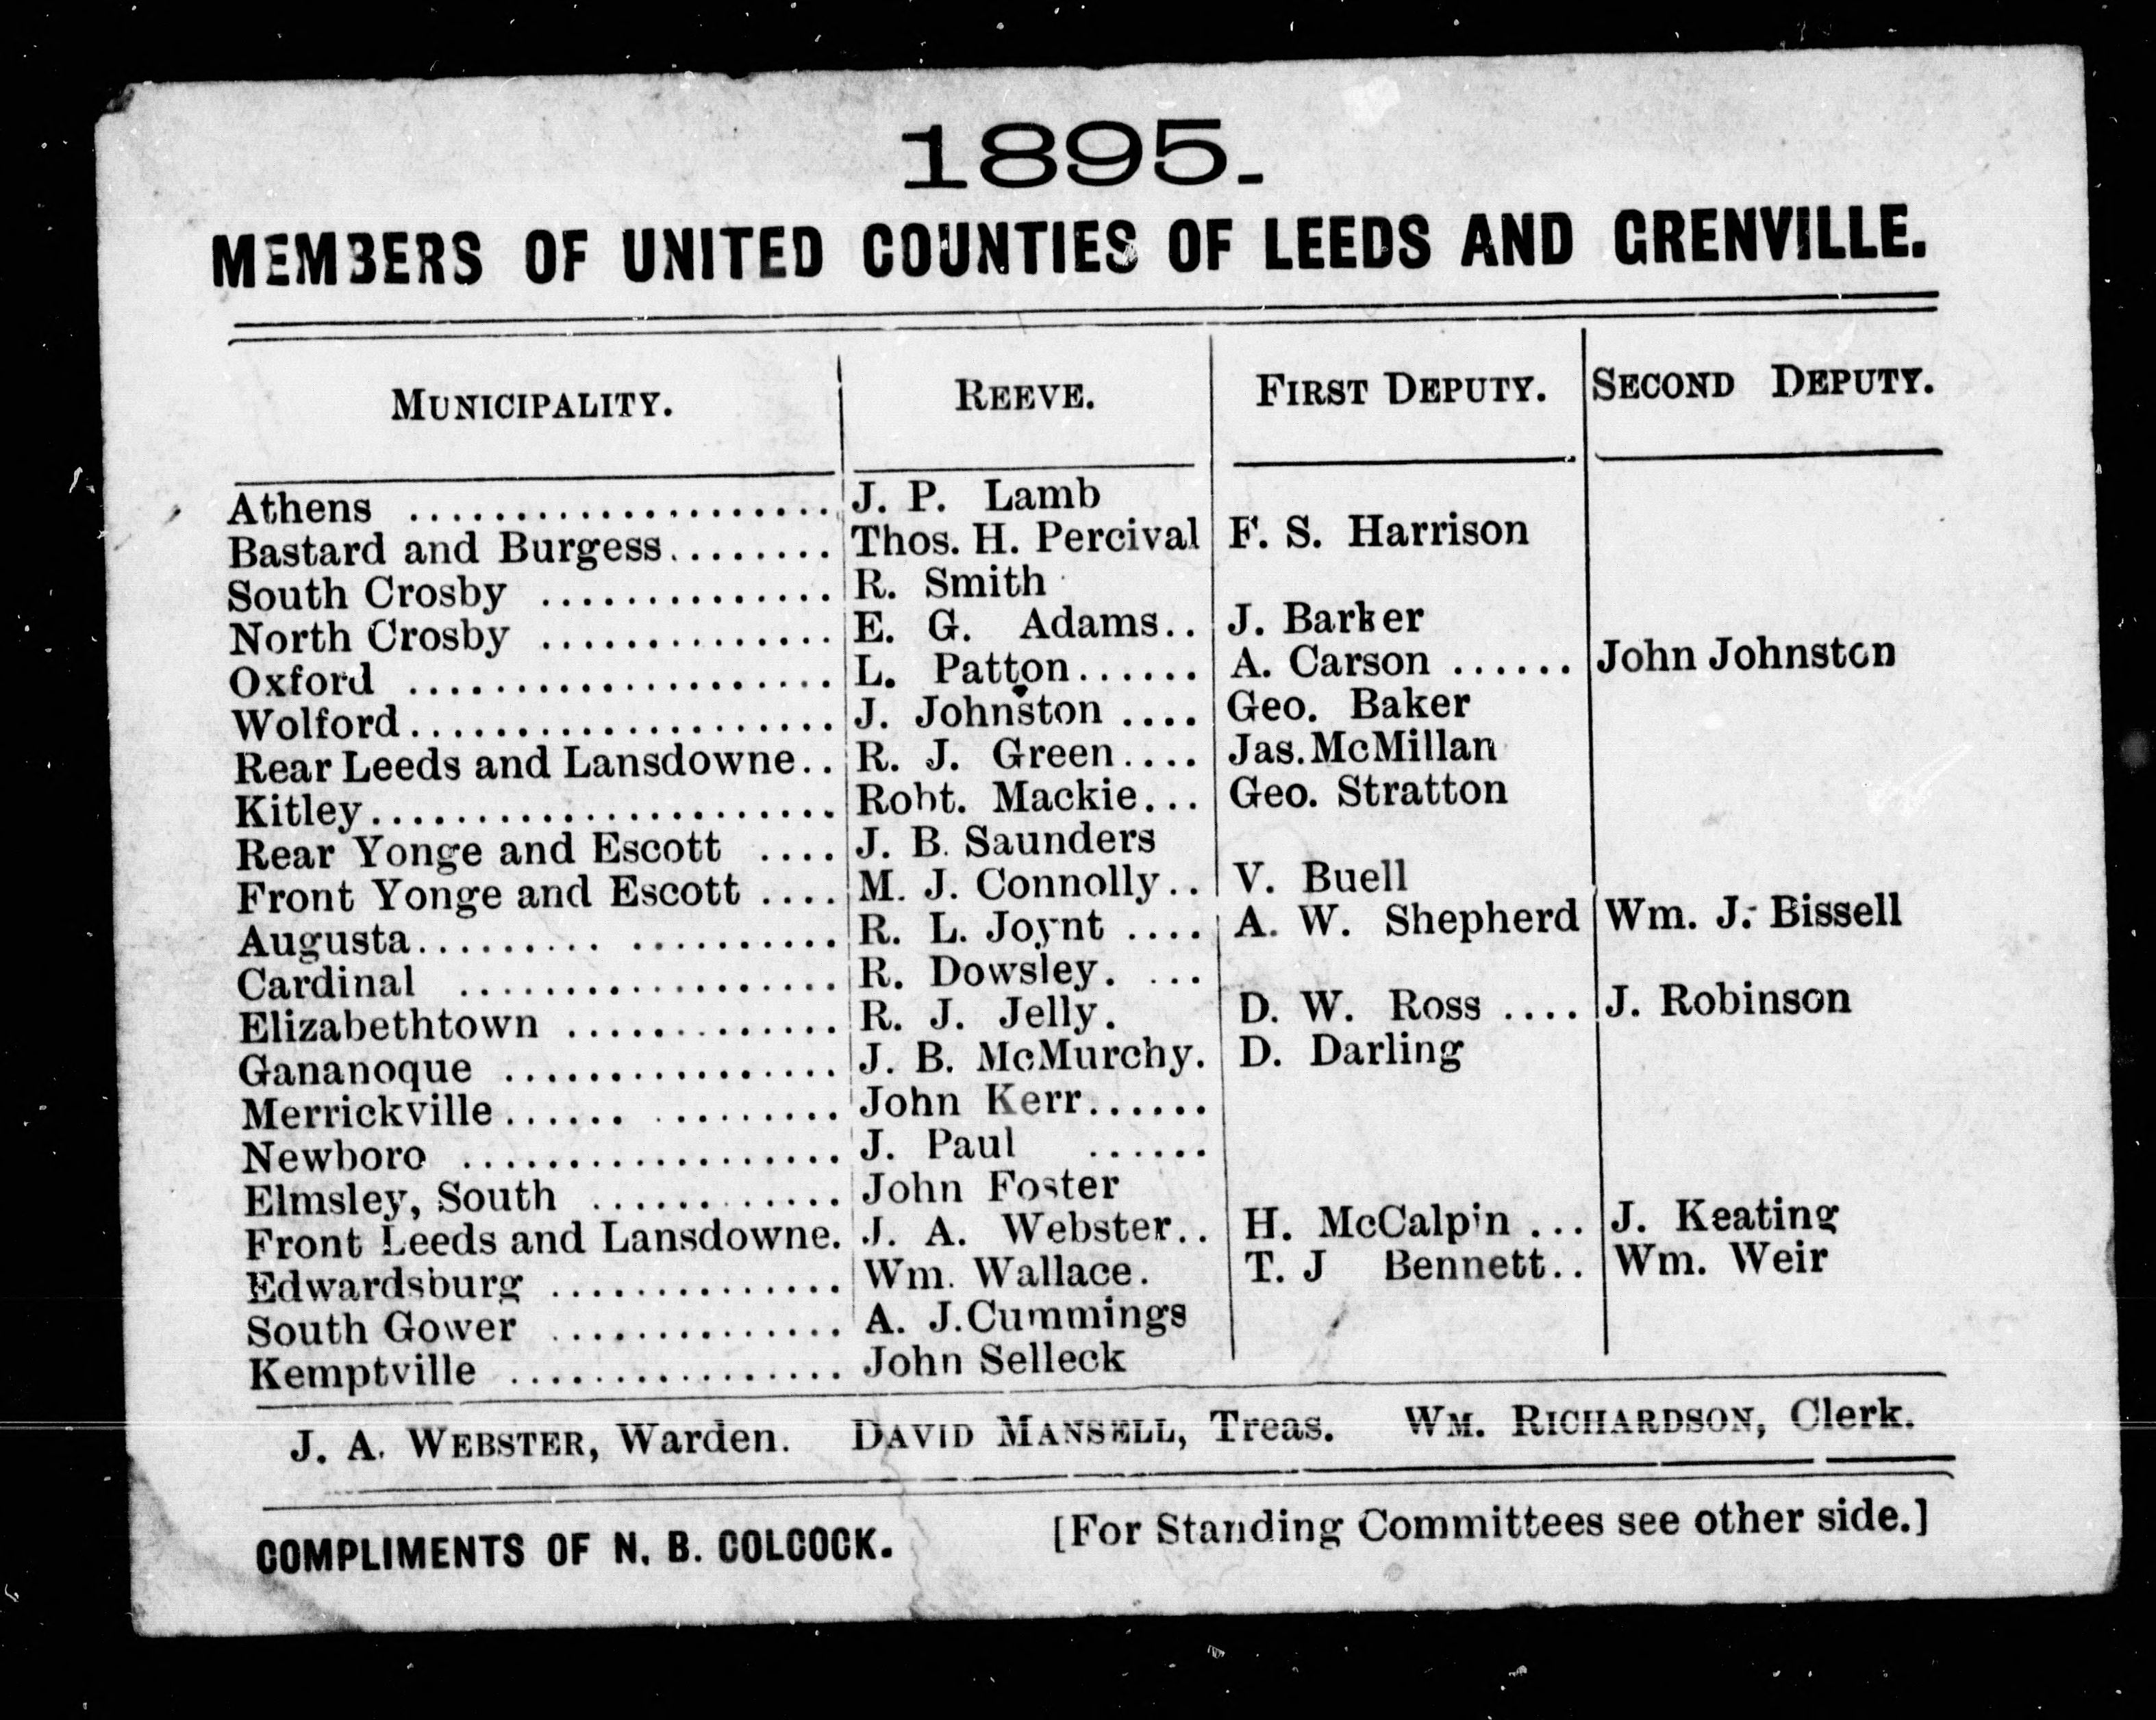 1895.
MEMBERS OF UNITED COUNTIES OF LEEDS AND GRENVILLE.
MUNICIPALITY. REEVE. FIRST DEPUTY. SECOND DEPUTY.
Athens ..................... J. P. Lamb
Bastard and Burgess........ Thos. H. Percival F. S. Harrison
South Crosby .............. R. Smith
North Crosby .............. E. G. Adams.. J. Barker
Oxford ..................... L. Patton...... A. Carson ...... John Johnston
Wolford..................... J. Johnston .... Geo. Baker
Rear Leeds and Lansdowne.. R. J. Green.... Jas. McMillan
Kitley....................... Robt. Mackie... Geo. Stratton
Rear Yonge and Escott .... J. B. Saunders
Front Yonge and Escott .... M. J. Connolly.. V. Buell
Augusta......... .......... R. L. Joynt .... A. W. Shepherd Wm. J. Bissell
Cardinal ................... R. Dowsley. ...
Elizabethtown ............. R. J. Jelly. D. W. Ross .... J. Robinson
Gananoque ................. J. B. McMurchy. D. Darling
Merrickville...... ......... John Kerr......
Newboro ................... J. Paul ......
Elmsley, South ............ John Foster
Front Leeds and Lansdowne. J. A. Webster.. H. McCalpin ... J. Keating
Edwardsburg .............. Wm. Wallace. T. J Bennett.. Wm. Weir
South Gower .............. A. J. Cummings
Kemptville ................ John Selleck
J. A. WEBSTER, Warden. DAVID MANSELL, Treas. WM. RICHARDSON, Clerk.
COMPLIMENTS OF N. B. COLCOCK. [For Standing Committees see other side.]